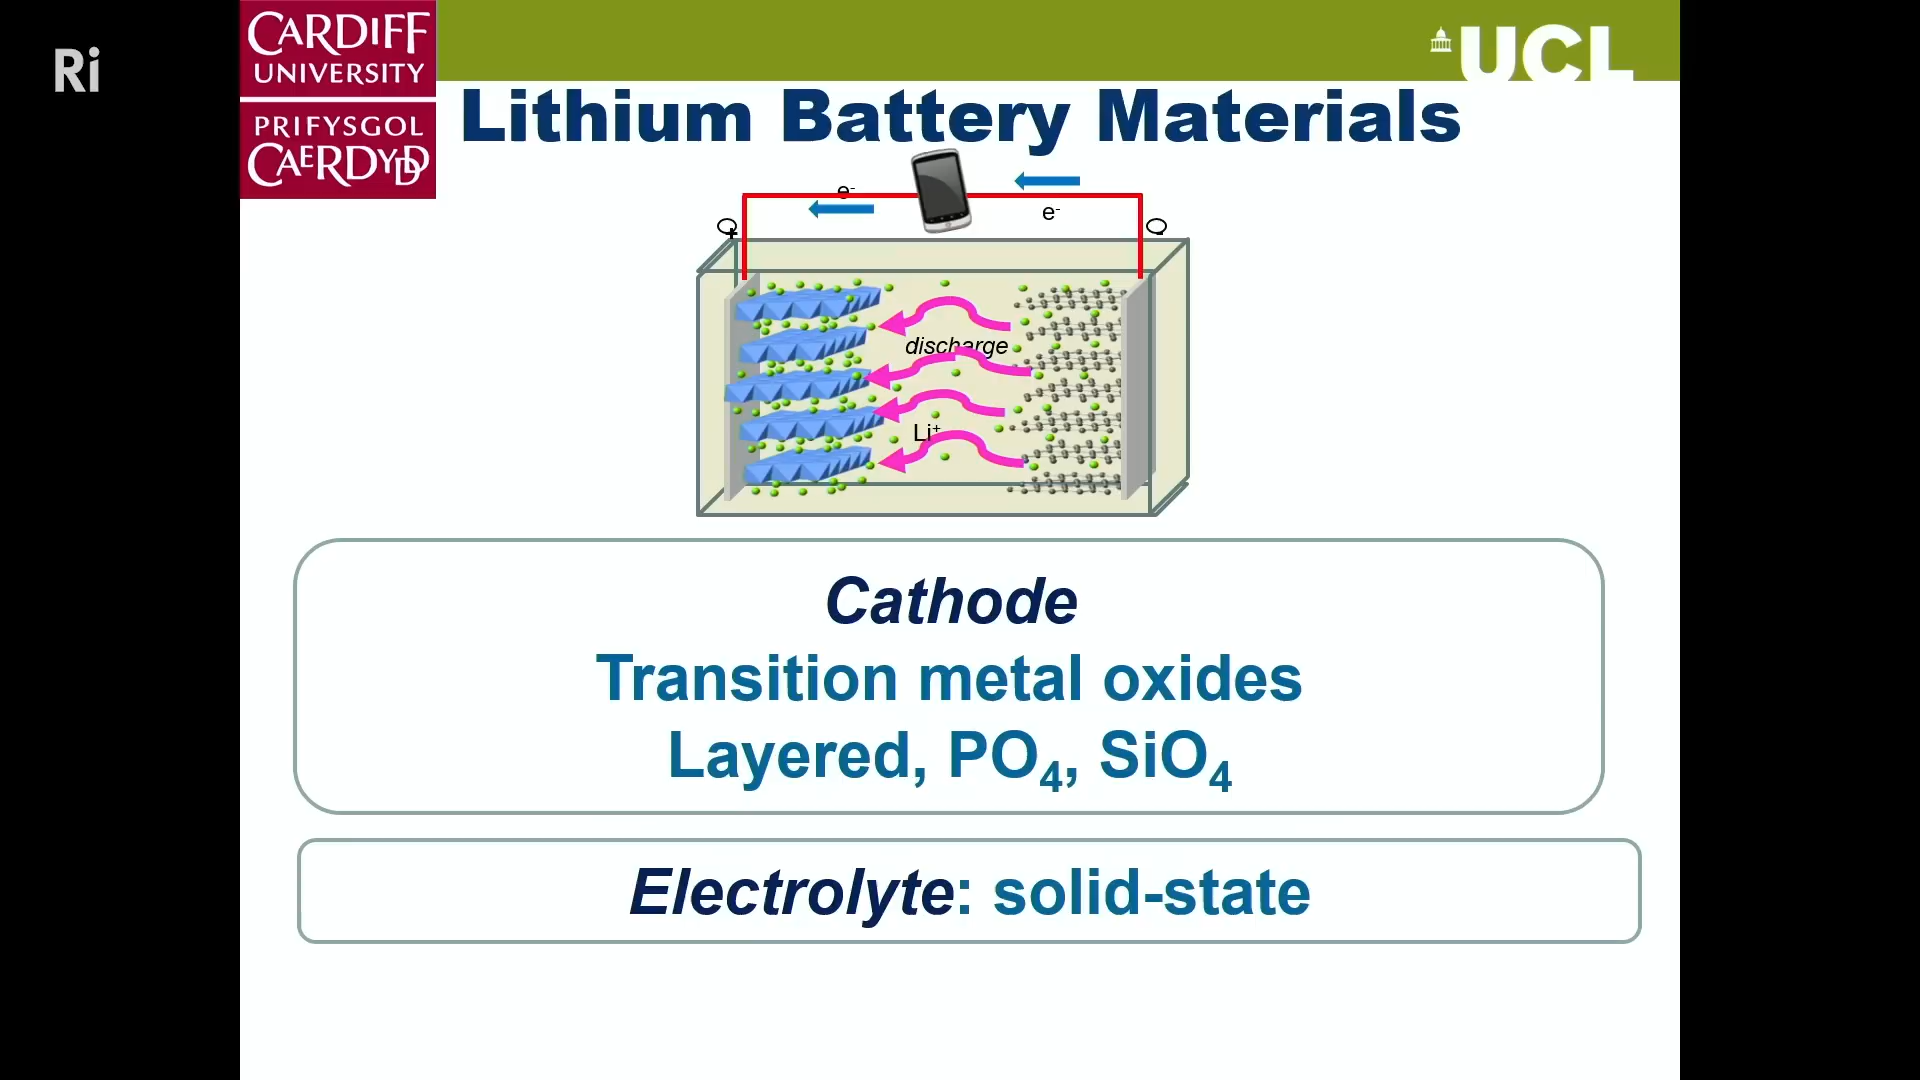 Ri
CARDIFF
UNIVERSITY
PRIFYSGOL
CAERDYDD
UCL
Lithium Battery Materials
e⁻
e⁻
+
-
discharge
Li⁺
Cathode
Transition metal oxides
Layered, PO₄, SiO₄
Electrolyte: solid-state